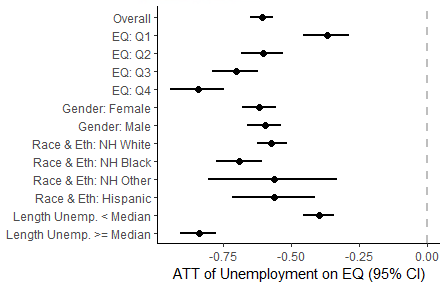 Overall
EQ: Q1
EQ: Q2
EQ: Q3
EQ: Q4
Gender: Female
Gender: Male
Race & Eth: NH White
Race & Eth: NH Black
Race & Eth: NH Other
Race & Eth: Hispanic
Length Unemp. < Median
Length Unemp. >= Median
-0.75 -0.50 -0.25 0.00
ATT of Unemployment on EQ (95% CI)